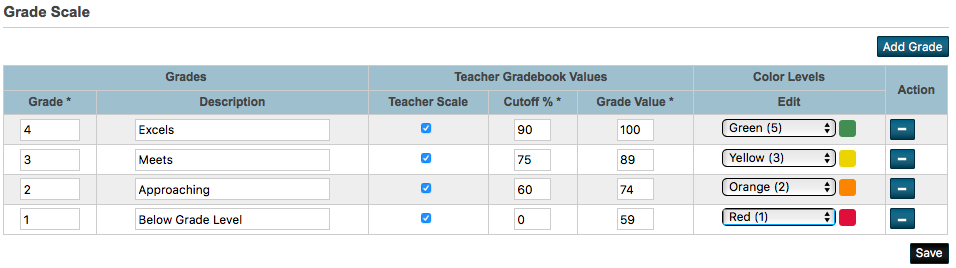 Grade Scale
Add Grade
Grades Teacher Gradebook Values Color Levels Action
Grade * Description Teacher Scale Cutoff % * Grade Value * Edit
4 Excels 90 100 Green (5)
3 Meets 75 89 Yellow (3)
2 Approaching 60 74 Orange (2)
1 Below Grade Level 0 59 Red (1)
Save